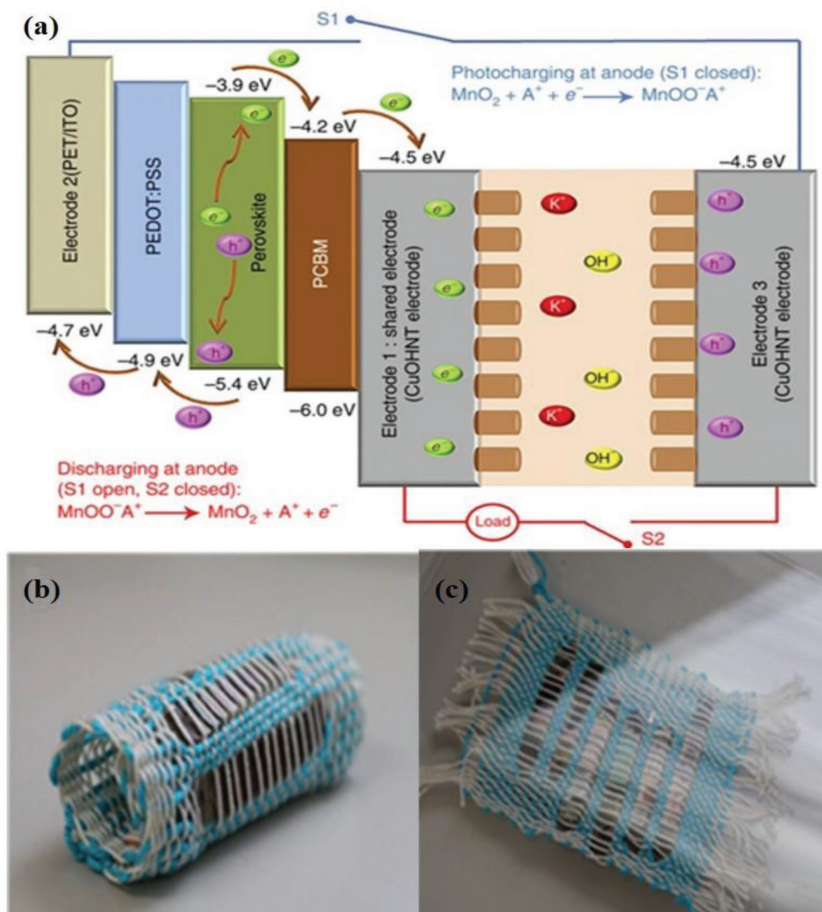 (a)
S1
Photocharging at anode (S1 closed):
MnO₂ + A⁺ + e⁻ ⟶ MnOO⁻A⁺
−3.9 eV
−4.2 eV
−4.5 eV
−4.5 eV
e⁻
e⁻
e⁻
e⁻
h⁺
h⁺
Electrode 2(PET/ITO)
PEDOT:PSS
Perovskite
PCBM
Electrode 1 : shared electrode
(CuOHNT electrode)
e⁻
e⁻
e⁻
e⁻
K⁺
K⁺
K⁺
OH⁻
OH⁻
OH⁻
h⁺
h⁺
h⁺
h⁺
Electrode 3
(CuOHNT electrode)
−4.7 eV
−4.9 eV
−5.4 eV
−6.0 eV
h⁺
h⁺
Discharging at anode
(S1 open, S2 closed):
MnOO⁻A⁺ ⟶ MnO₂ + A⁺ + e⁻
Load
S2
(b)
(c)